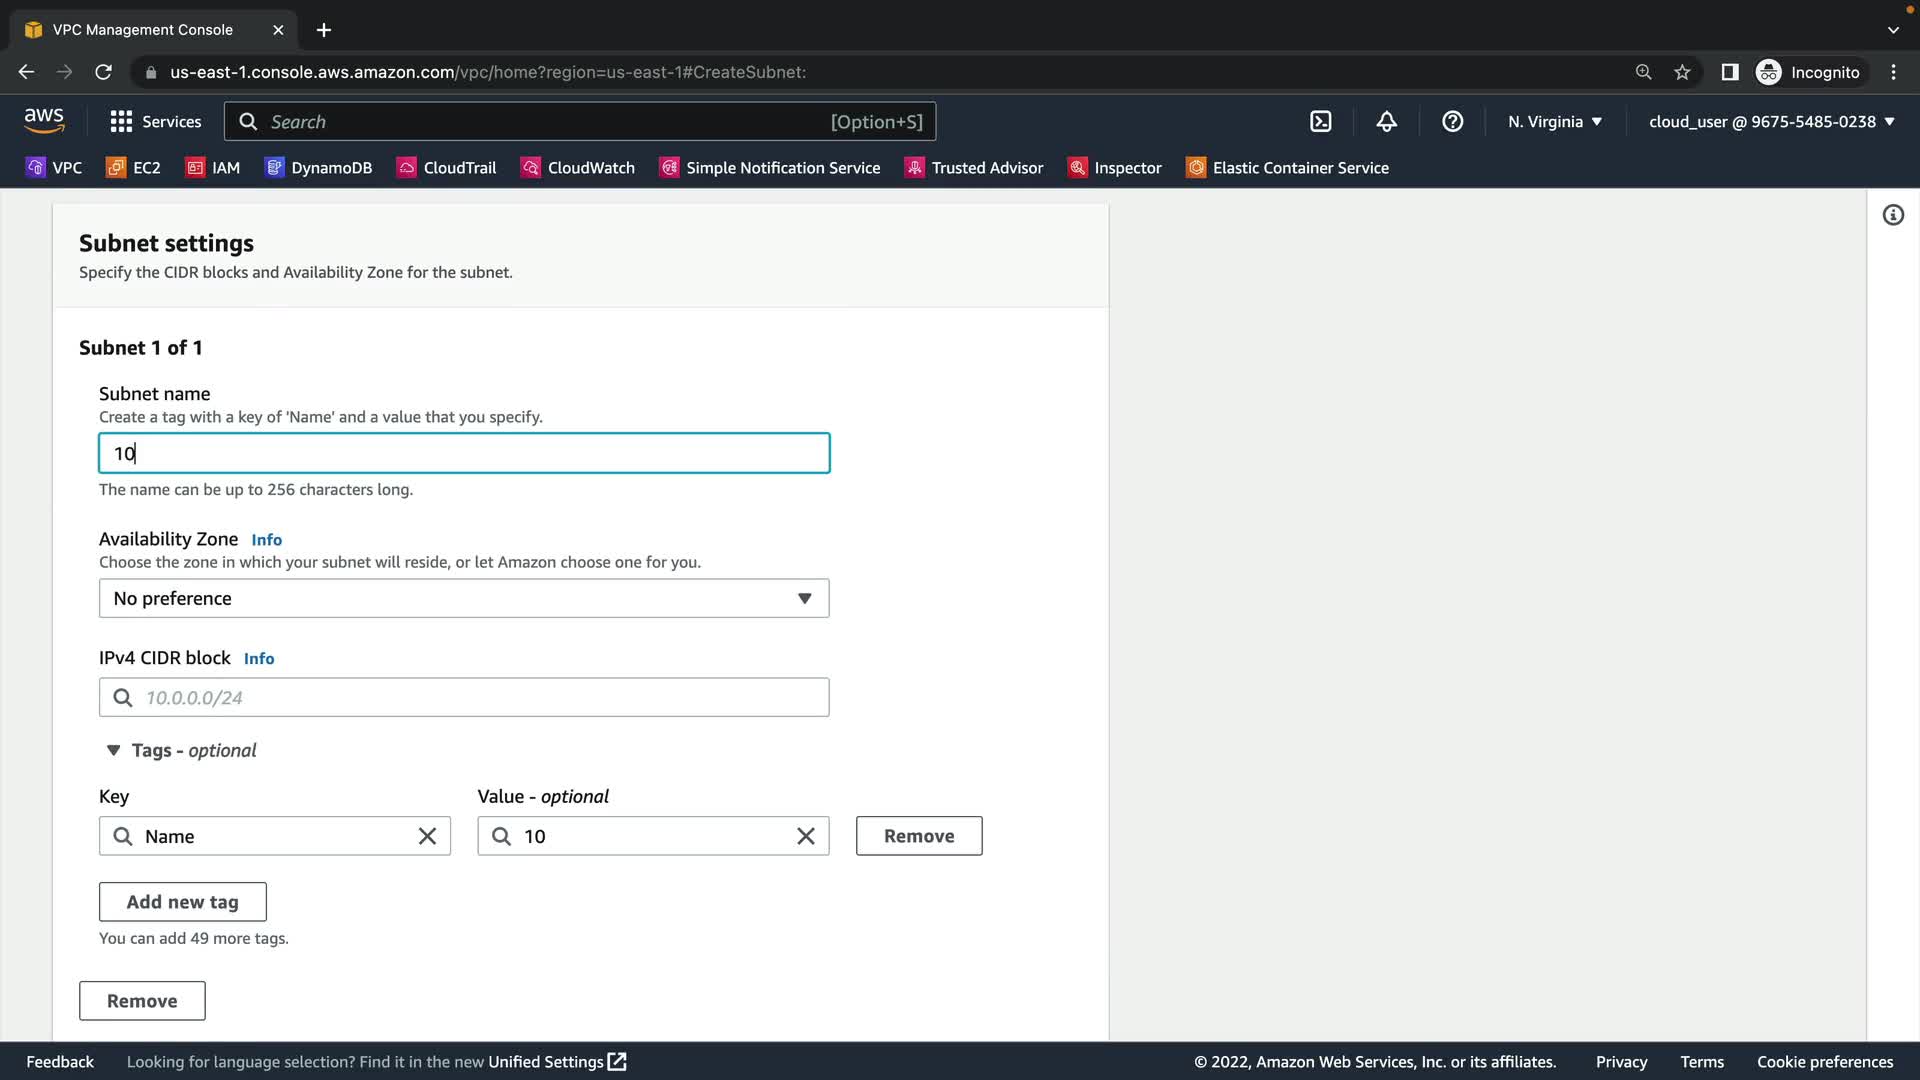 VPC Management Console
us-east-1.console.aws.amazon.com/vpc/home?region=us-east-1#CreateSubnet:
Incognito
aws
Services
Search
[Option+S]
N. Virginia
cloud_user @ 9675-5485-0238
VPC
EC2
IAM
DynamoDB
CloudTrail
CloudWatch
Simple Notification Service
Trusted Advisor
Inspector
Elastic Container Service
Subnet settings
Specify the CIDR blocks and Availability Zone for the subnet.
Subnet 1 of 1
Subnet name
Create a tag with a key of 'Name' and a value that you specify.
10
The name can be up to 256 characters long.
Availability Zone Info
Choose the zone in which your subnet will reside, or let Amazon choose one for you.
No preference
IPv4 CIDR block Info
10.0.0.0/24
Tags - optional
Key
Value - optional
Name
10
Remove
Add new tag
You can add 49 more tags.
Remove
Feedback
Looking for language selection? Find it in the new Unified Settings
© 2022, Amazon Web Services, Inc. or its affiliates.
Privacy
Terms
Cookie preferences